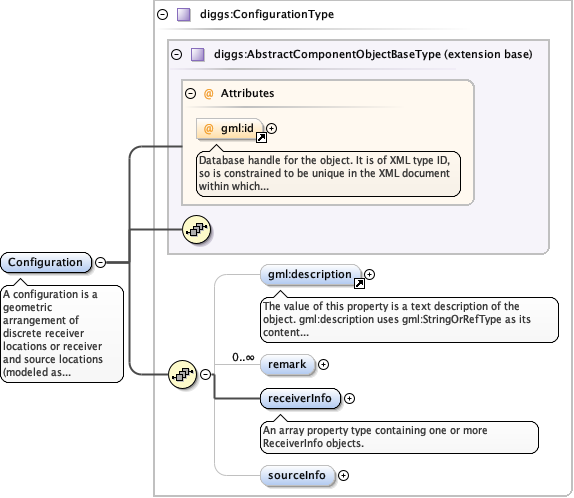 diggs:ConfigurationType
diggs:AbstractComponentObjectBaseType (extension base)
@ Attributes
@ gml:id
Database handle for the object. It is of XML type ID,
so is constrained to be unique in the XML document
within which...
Configuration
A configuration is a
geometric
arrangement of
discrete receiver
locations or receiver
and source locations
(modeled as...
gml:description
The value of this property is a text description of the
object. gml:description uses gml:StringOrRefType as its
content...
0..∞
remark
receiverInfo
An array property type containing one or more
ReceiverInfo objects.
sourceInfo